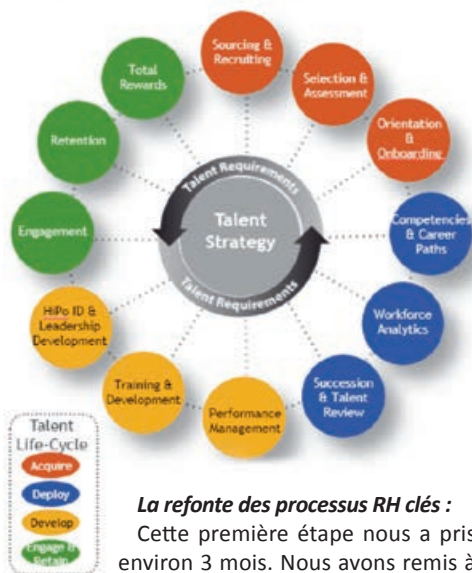 Sourcing &
Recruiting
Selection &
Assessment
Orientation
&
Onboarding
Competencies
& Career
Paths
Workforce
Analytics
Succession
& Talent
Review
Performance
Management
Training &
Development
HiPo ID &
Leadership
Development
Engagement
Retention
Total
Rewards
Talent Requirements
Talent
Strategy
Talent Requirements
Talent
Life-Cycle
Acquire
Deploy
Develop
Engage &
Retain
La refonte des processus RH clés :
Cette première étape nous a pris
environ 3 mois. Nous avons remis à